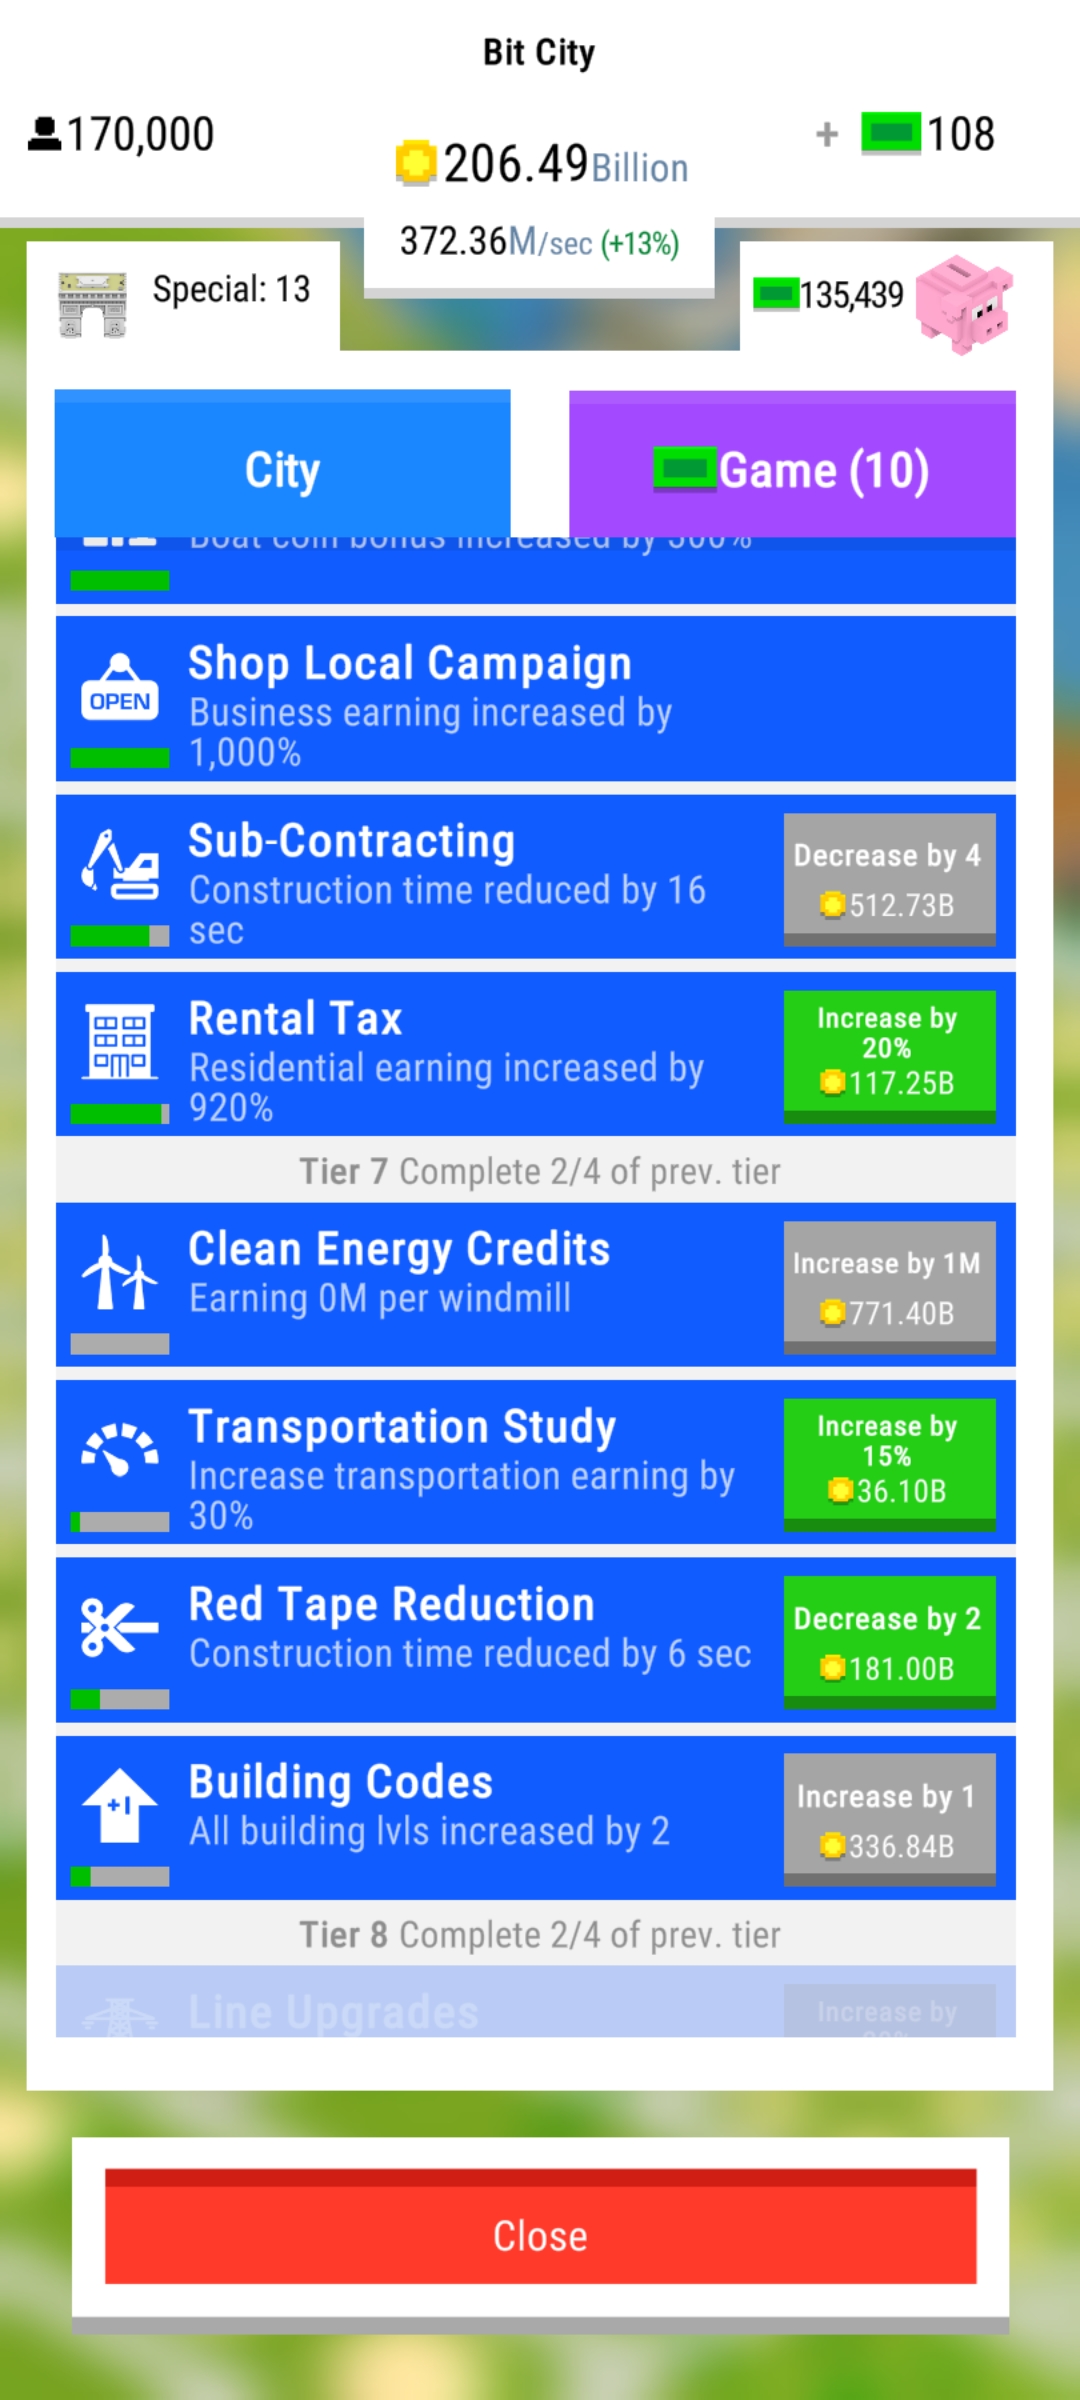 Bit City
170,000
206.49Billion
+ 108
372.36M/sec (+13%)
Special: 13
135,439
City
Game (10)
Boat coin bonus increased by 500%
OPEN
Shop Local Campaign
Business earning increased by
1,000%
Sub-Contracting
Construction time reduced by 16
sec
Decrease by 4
512.73B
Rental Tax
Residential earning increased by
920%
Increase by
20%
117.25B
Tier 7 Complete 2/4 of prev. tier
Clean Energy Credits
Earning 0M per windmill
Increase by 1M
771.40B
Transportation Study
Increase transportation earning by
30%
Increase by
15%
36.10B
Red Tape Reduction
Construction time reduced by 6 sec
Decrease by 2
181.00B
+1
Building Codes
All building lvls increased by 2
Increase by 1
336.84B
Tier 8 Complete 2/4 of prev. tier
Line Upgrades
Increase by
Close